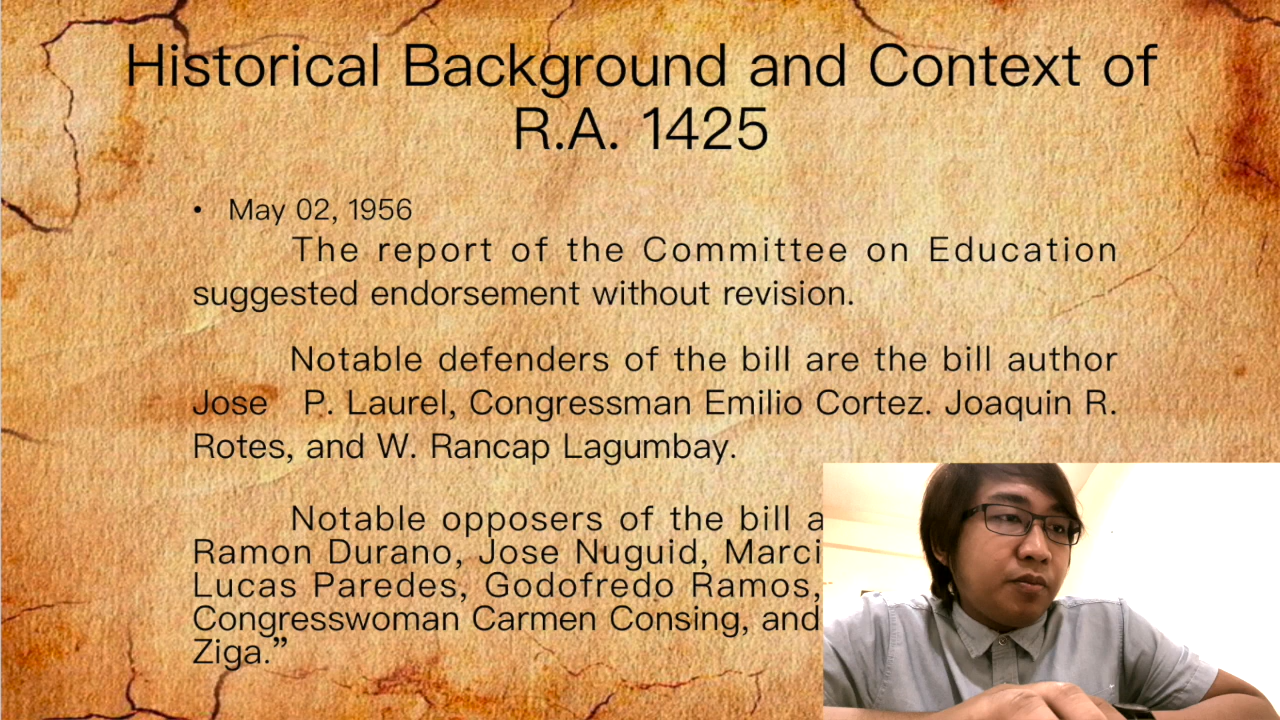 Historical Background and Context of
R.A. 1425
• May 02, 1956
The report of the Committee on Education
suggested endorsement without revision.
Notable defenders of the bill are the bill author
Jose P. Laurel, Congressman Emilio Cortez. Joaquin R.
Rotes, and W. Rancap Lagumbay.
Notable opposers of the bill
Ramon Durano, Jose Nuguid,
Lucas Paredes, Godofredo Ramos,
Congresswoman Carmen Consing, and
Ziga.”